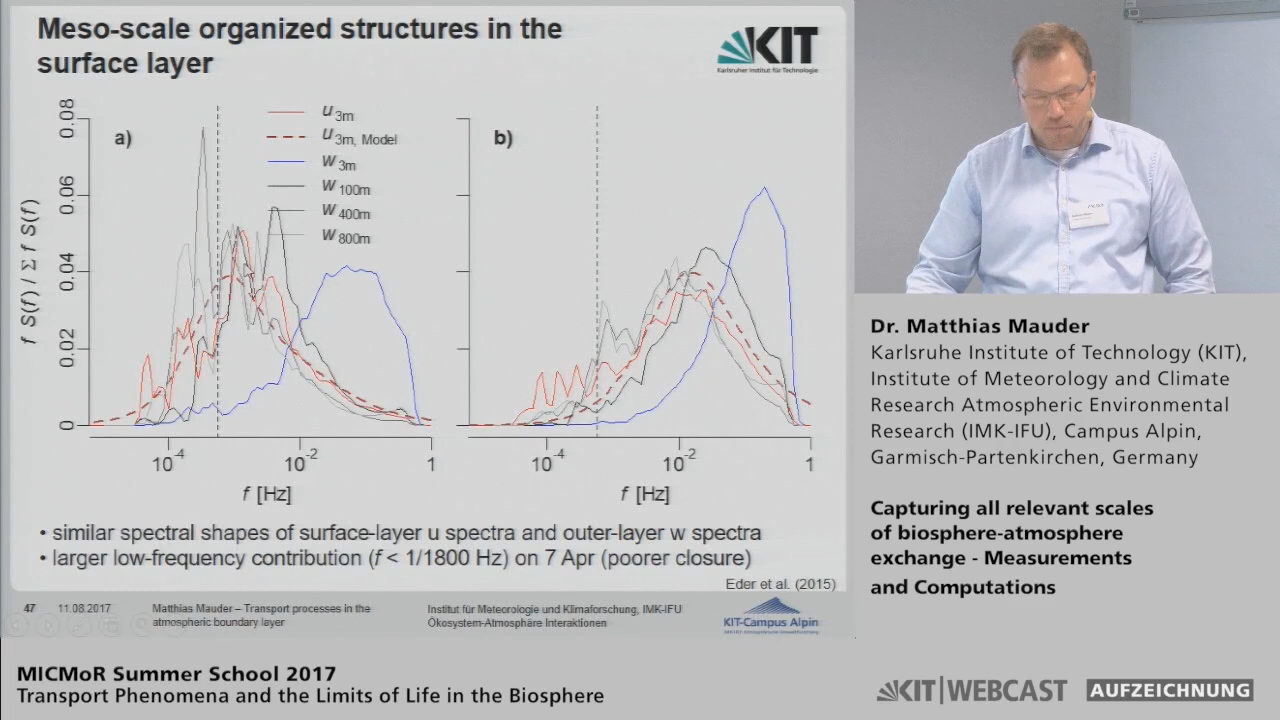 Meso-scale organized structures in the
surface layer
KIT
Karlsruher Institut für Technologie
a)
b)
u 3m
u 3m, Model
w 3m
w 100m
w 400m
w 800m
f S(f) / Σ f S(f)
0.08
0.06
0.04
0.02
0
10-4
10-2
1
f [Hz]
10-4
10-2
1
f [Hz]
• similar spectral shapes of surface-layer u spectra and outer-layer w spectra
• larger low-frequency contribution (f < 1/1800 Hz) on 7 Apr (poorer closure)
Eder et al. (2015)
47
11.08.2017
Matthias Mauder – Transport processes in the
atmospheric boundary layer
Institut für Meteorologie und Klimaforschung, IMK-IFU
Ökosystem-Atmosphäre Interaktionen
KIT-Campus Alpin
Dr. Matthias Mauder
Karlsruhe Institute of Technology (KIT),
Institute of Meteorology and Climate
Research Atmospheric Environmental
Research (IMK-IFU), Campus Alpin,
Garmisch-Partenkirchen, Germany
Capturing all relevant scales
of biosphere-atmosphere
exchange - Measurements
and Computations
MICMoR Summer School 2017
Transport Phenomena and the Limits of Life in the Biosphere
KIT|WEBCAST
AUFZEICHNUNG